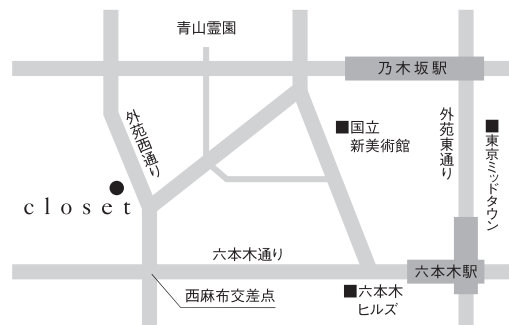 青山霊園
乃木坂駅
外苑西通り
■国立
新美術館
外苑東通り
■東京ミッドタウン
closet
六本木通り
六本木駅
西麻布交差点
■六本木
ヒルズ